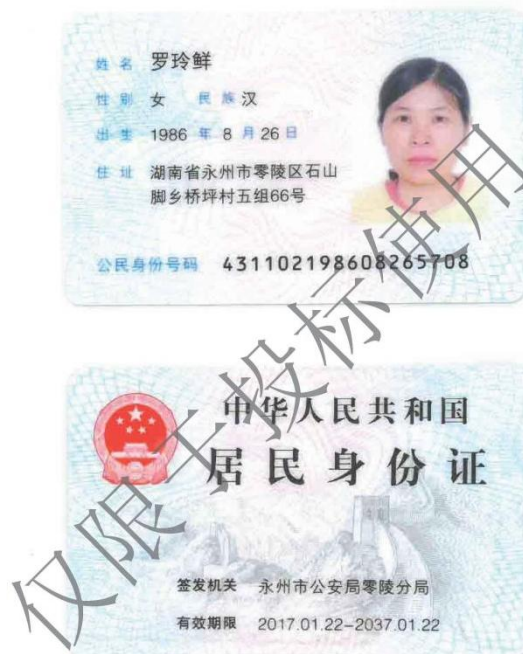 姓名 罗玲鲜
性别 女 民族 汉
出生 1986 年 8 月 26 日
住址 湖南省永州市零陵区石山
脚乡桥坪村五组66号
公民身份号码 431102198608265708
中华人民共和国
居民身份证
签发机关 永州市公安局零陵分局
有效期限 2017.01.22-2037.01.22
仅限于投标使用